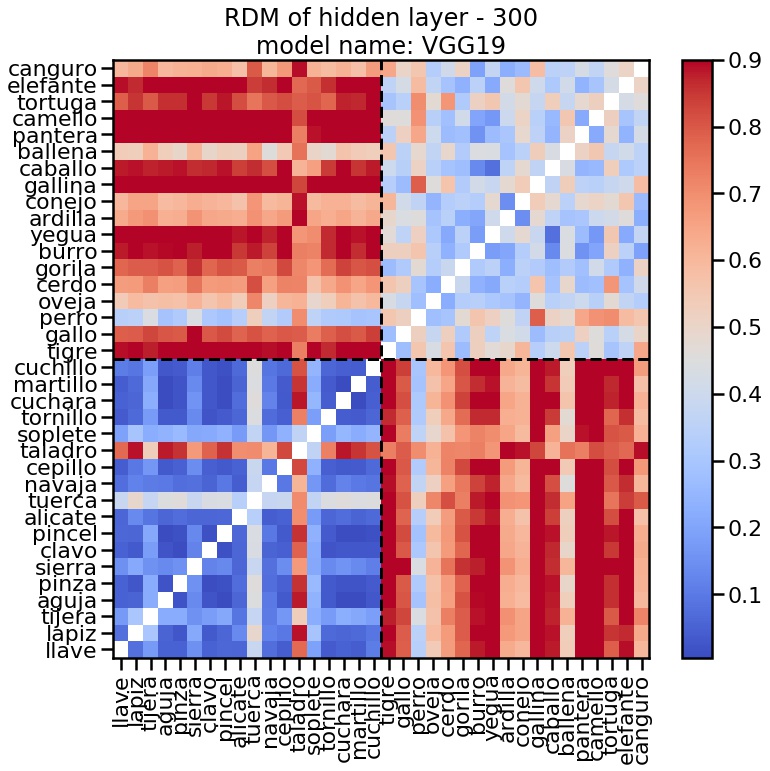 RDM of hidden layer - 300
model name: VGG19
canguro
elefante
tortuga
camello
pantera
ballena
caballo
gallina
conejo
ardilla
yegua
burro
gorila
cerdo
oveja
perro
gallo
tigre
cuchillo
martillo
cuchara
tornillo
soplete
taladro
cepillo
navaja
tuerca
alicate
pincel
clavo
sierra
pinza
aguja
tijera
lapiz
llave
0.9
0.8
0.7
0.6
0.5
0.4
0.3
0.2
0.1
llave
lapiz
tijera
aguja
pinza
sierra
clavo
pincel
alicate
tuerca
navaja
cepillo
taladro
soplete
tornillo
cuchara
martillo
cuchillo
tigre
gallo
perro
oveja
cerdo
gorila
burro
yegua
ardilla
conejo
gallina
caballo
ballena
pantera
camello
tortuga
elefante
canguro